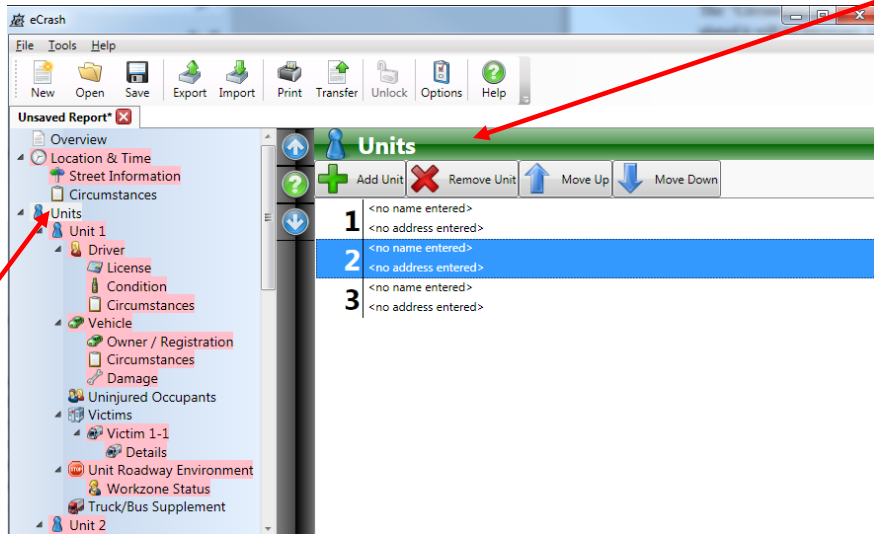 eCrash
File Tools Help
New Open Save Export Import Print Transfer Unlock Options Help
Unsaved Report*
Overview
Location & Time
Street Information
Circumstances
Units
Unit 1
Driver
License
Condition
Circumstances
Vehicle
Owner / Registration
Circumstances
Damage
Uninjured Occupants
Victims
Victim 1-1
Details
Unit Roadway Environment
STOP
Workzone Status
Truck/Bus Supplement
Unit 2
Units
Add Unit Remove Unit Move Up Move Down
1
<no name entered>
<no address entered>
2
<no name entered>
<no address entered>
3
<no name entered>
<no address entered>